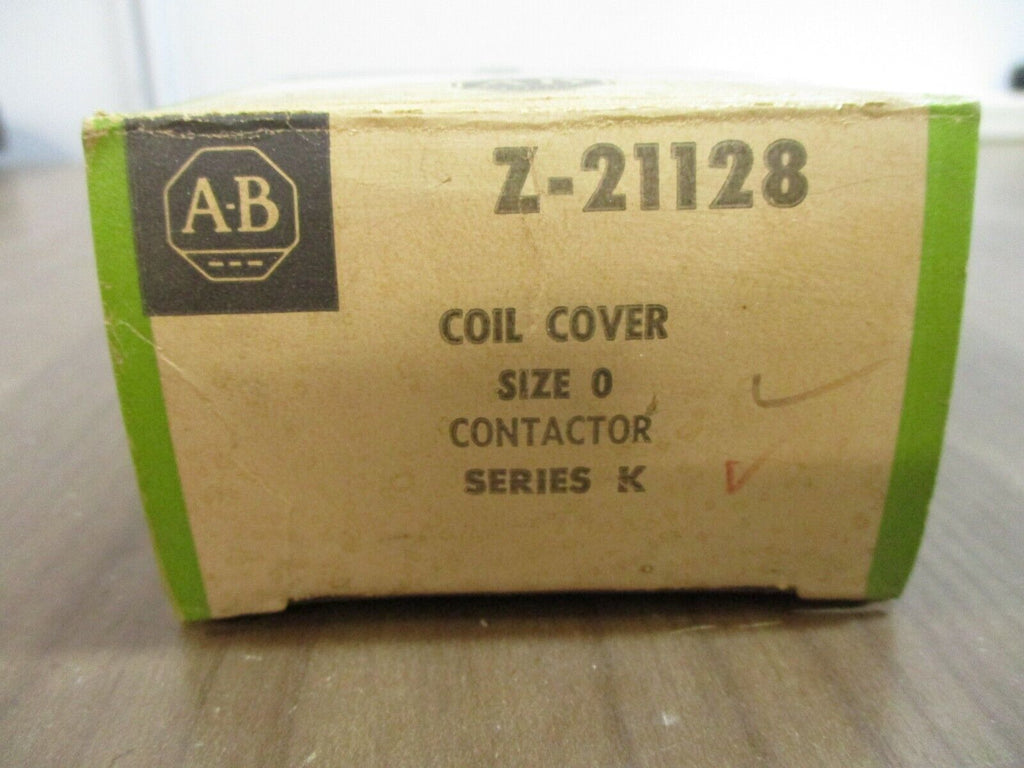 A-B
Z-21128
COIL COVER
SIZE 0
CONTACTOR
SERIES K